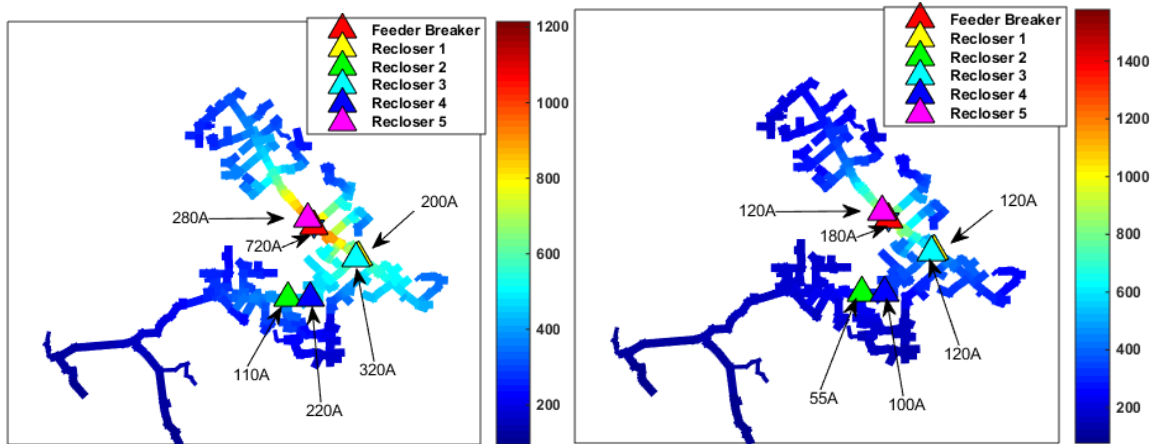 Feeder Breaker
Recloser 1
Recloser 2
Recloser 3
Recloser 4
Recloser 5
1200
1000
800
600
400
200
280A
720A
200A
110A
220A
320A
Feeder Breaker
Recloser 1
Recloser 2
Recloser 3
Recloser 4
Recloser 5
1400
1200
1000
800
600
400
200
120A
180A
120A
120A
55A
100A